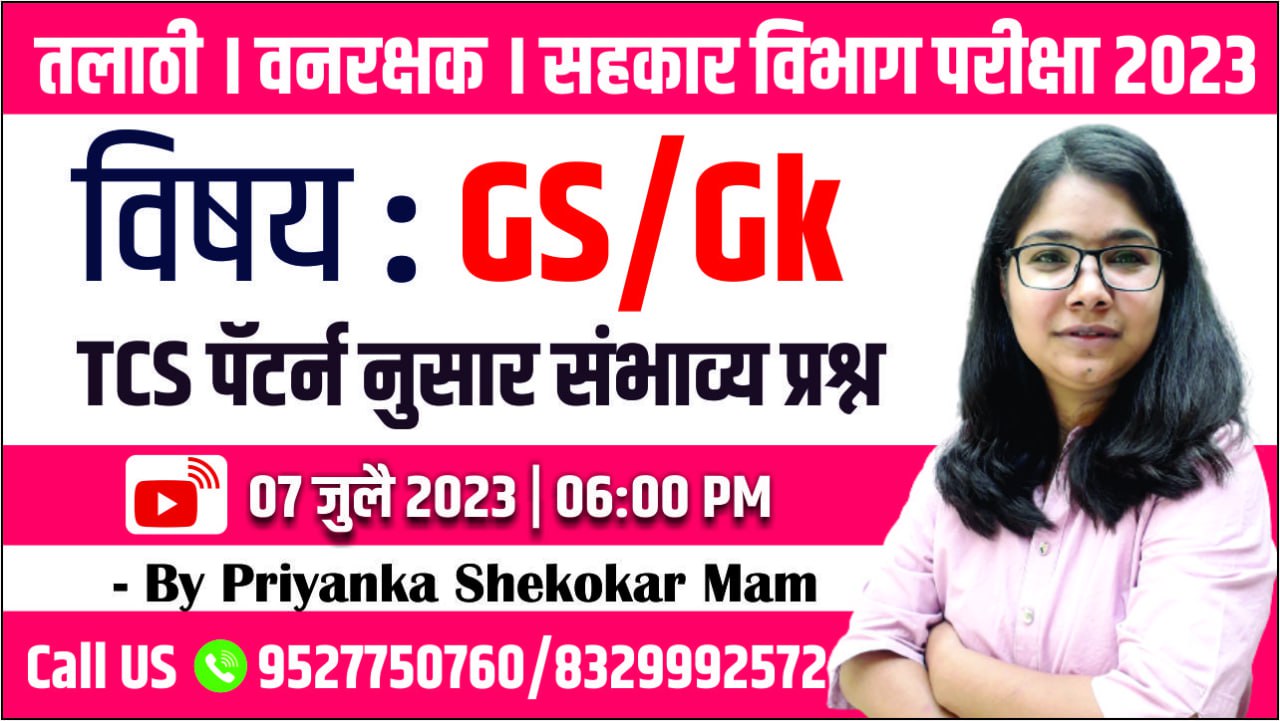 तलाठी । वनरक्षक । सहकार विभाग परीक्षा 2023
विषय : GS/Gk
TCS पॅटर्न नुसार संभाव्य प्रश्न
07 जुलै 2023 | 06:00 PM
- By Priyanka Shekokar Mam
Call US 9527750760/8329992572